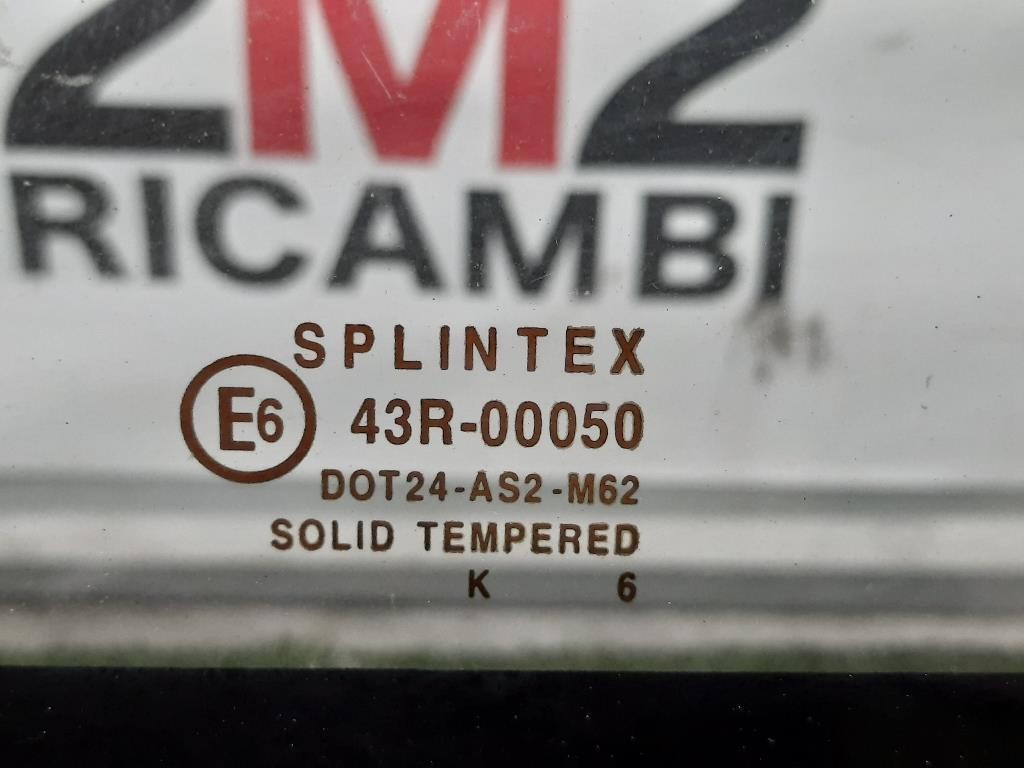 2M2
RICAMBI
SPLINTEX
E6 43R-00050
DOT24-AS2-M62
SOLID TEMPERED
K 6